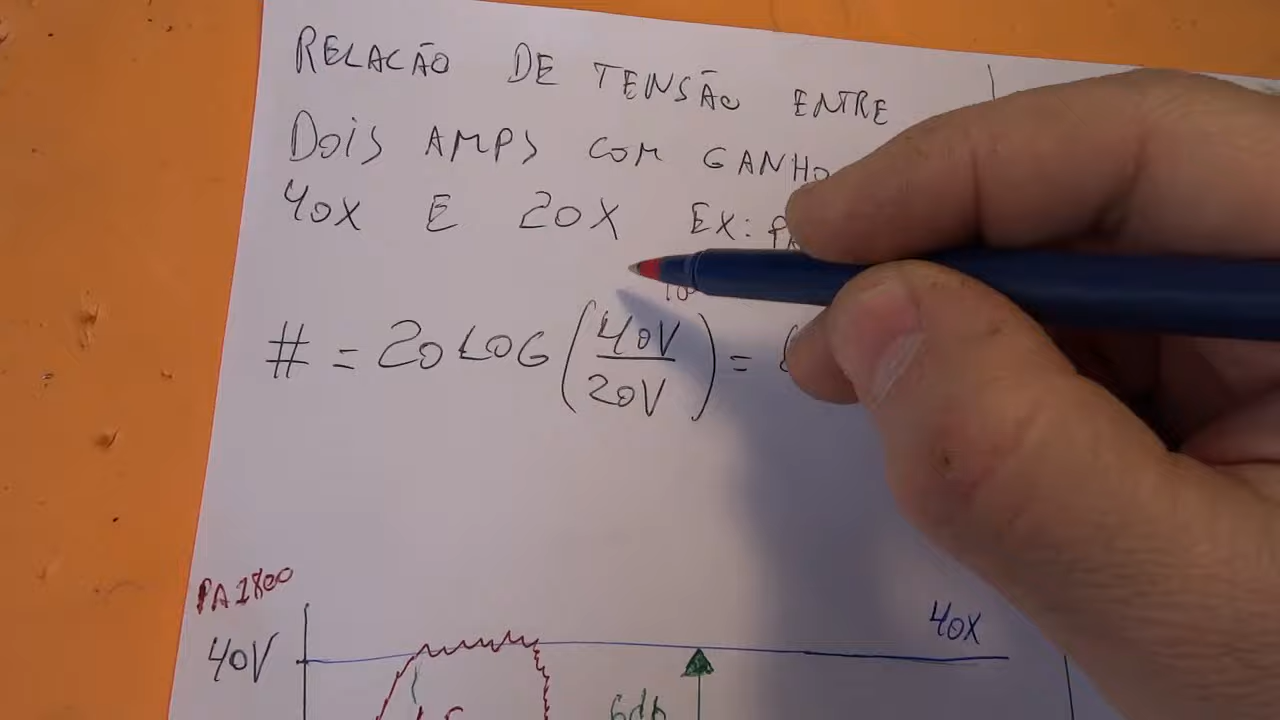 RELACÃO DE TENSÃO ENTRE
DOIS AMPS COM GANHO
40X E 20X EX: PA
# = 20 LOG (40V/20V) =
PA1800
40X
40V
6db